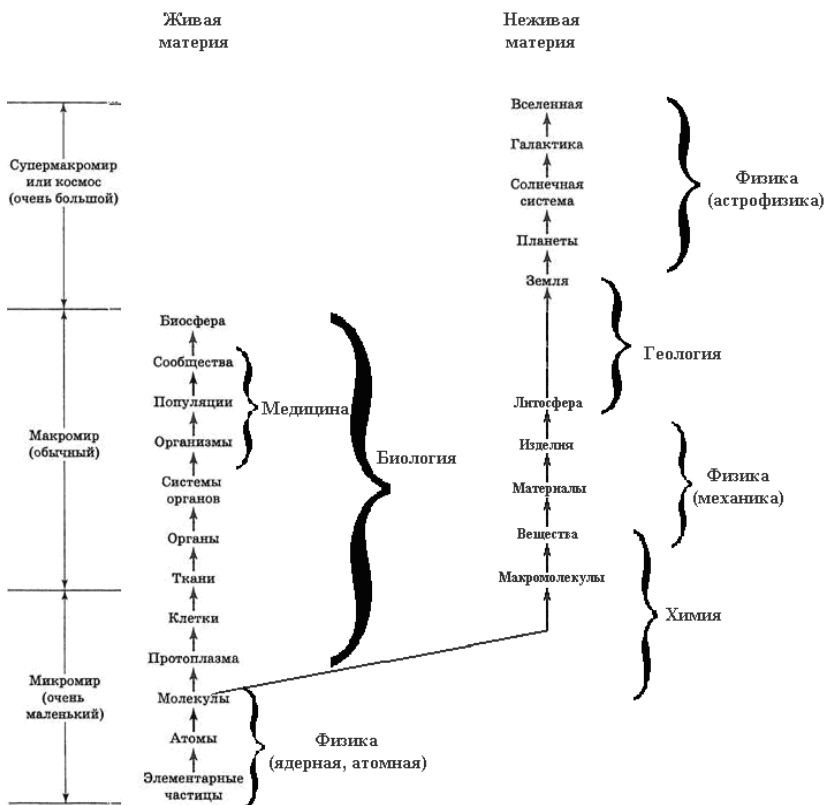 Живая
материя
Неживая
материя
Вселенная
Галактика
Супермакромир
или космос
(очень большой)
Солнечная
система
Физика
(астрофизика)
Планеты
Земля
Биосфера
Сообщества
Геология
Популяции
Медицина
Литосфера
Макромир
(обычный)
Организмы
Изделия
Биология
Системы
органов
Материалы
Физика
(механика)
Органы
Вещества
Ткани
Макромолекулы
Клетки
Химия
Протоплазма
Микромир
(очень
маленький)
Молекулы
Атомы
Физика
(ядерная, атомная)
Элементарные
частицы